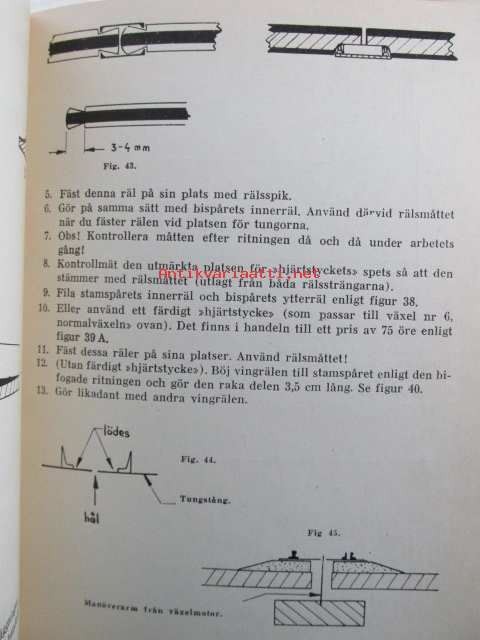 3-4 mm
Fig. 43.
5. Fäst denna räl på sin plats med rälsspik.
6. Gör på samma sätt med bispårets innerräl. Använd därvid rälsmåttet
när du fäster rälen vid platsen för tungorna.
7. Obs! Kontrollera måtten efter ritningen då och då under arbetets
gång!
8. Kontrollmät den utmärkta platsen för »hjärtstyckets» spets så att den
stämmer med rälsmåttet (utlagt från båda rälssträngarna).
Antikvariaatti.net
9. Fila stamspårets innerräl och bispårets ytterräl enligt figur 38.
10. Eller använd ett färdigt »hjärtstycke» (som passar till växel nr 6,
normalväxeln» ovan). Det finns i handeln till ett pris av 75 öre enligt
figur 39 A.
11. Fäst dessa räler på sina platser. Använd rälsmåttet!
12. (Utan färdigt »hjärtstycke»). Böj vingrälen till stamspåret enligt den bi-
fogade ritningen och gör den raka delen 3,5 cm lång. Se figur 40.
13. Gör likadant med andra vingrälen.
lödes
Fig. 44.
Tungstång.
hål
Fig 45.
Manöverarm från växelmotor.